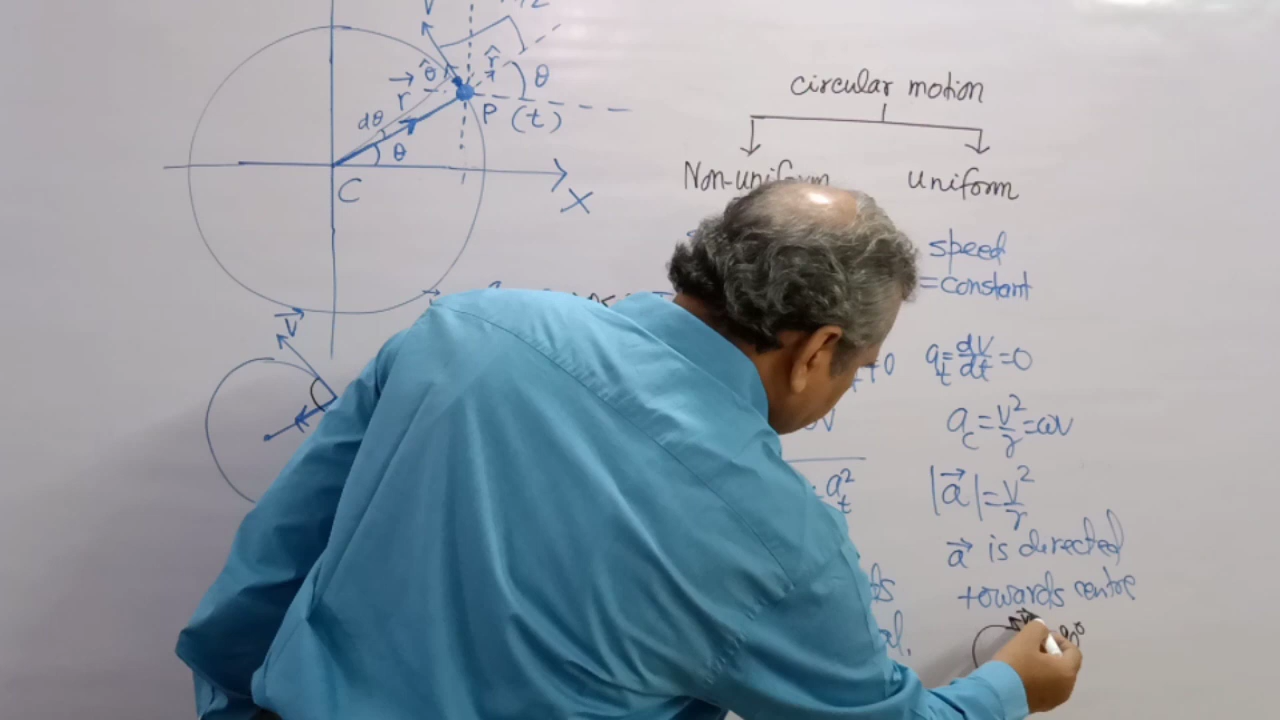 V
r̂
θ̂
θ
r⃗
P (t)
dθ
θ
C
X
V⃗
circular motion
Non-uniform
Uniform
speed
=constant
a_t=dv/dt=0
a_c=v²/r=ωv
|a⃗|=v²/r
a⃗ is directed
towards centre
a_t²